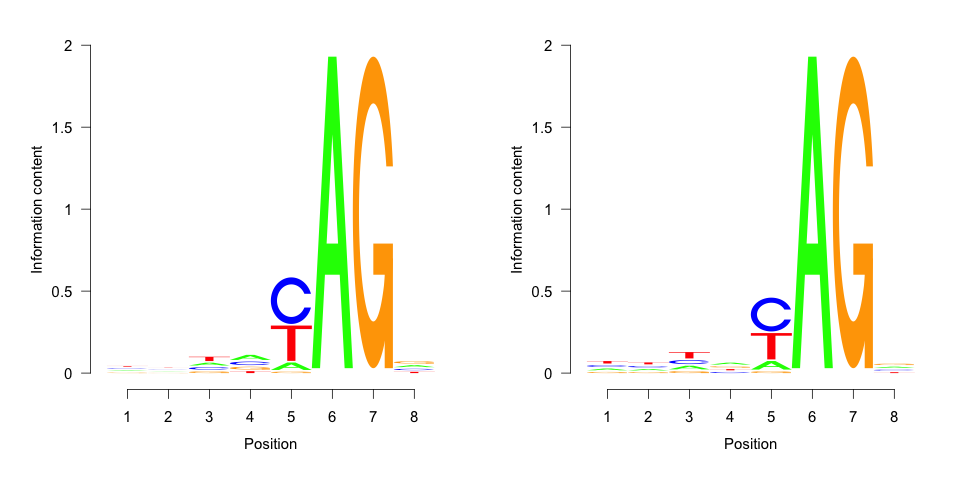 2
1.5
1
0.5
0
Information content
C
T
A
A
G
T
A
1 2 3 4 5 6 7 8
Position
2
1.5
1
0.5
0
Information content
C
T
A
A
G
T
1 2 3 4 5 6 7 8
Position